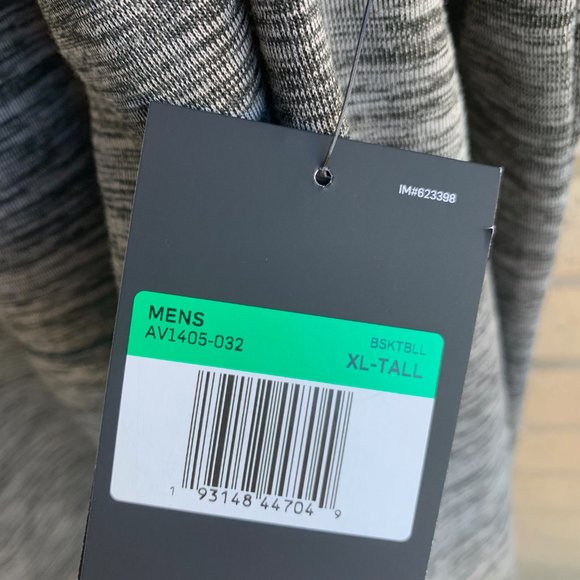 IM#623398
MENS
AV1405-032
BSKTBLL
XL-TALL
1 93148 44704 9